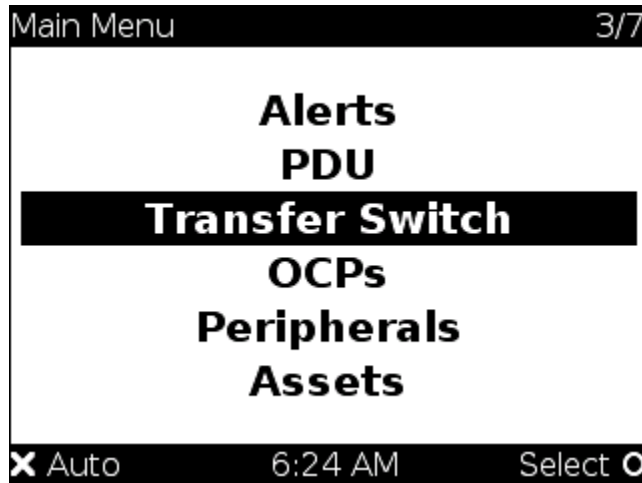 Main Menu 3/7
Alerts
PDU
Transfer Switch
OCPs
Peripherals
Assets
X Auto 6:24 AM Select O